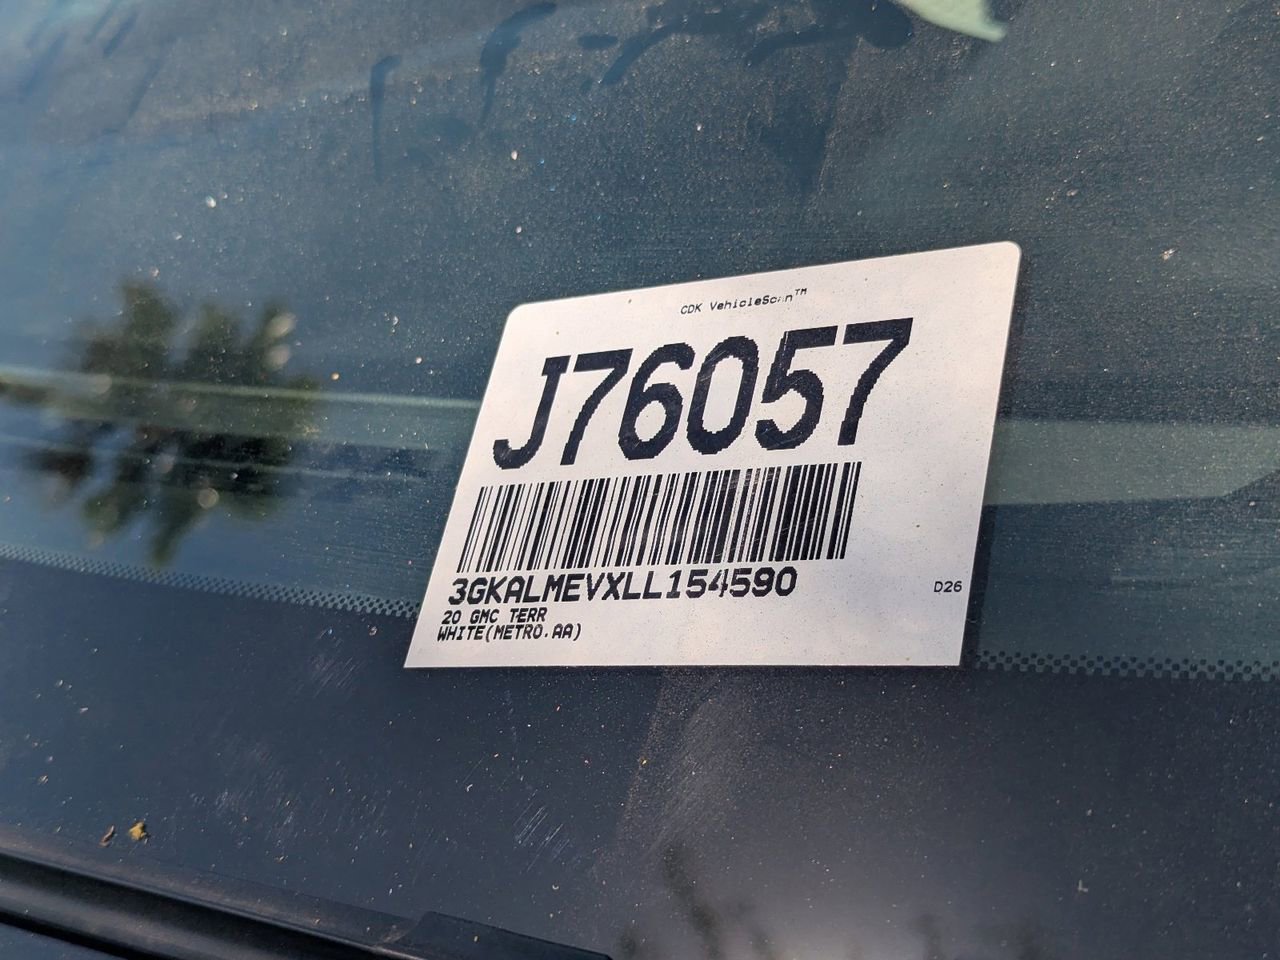 CDK VehicleScan™
J76057
3GKALMEVXLL154590
20 GMC TERR
WHITE(METRO.AA)
D26